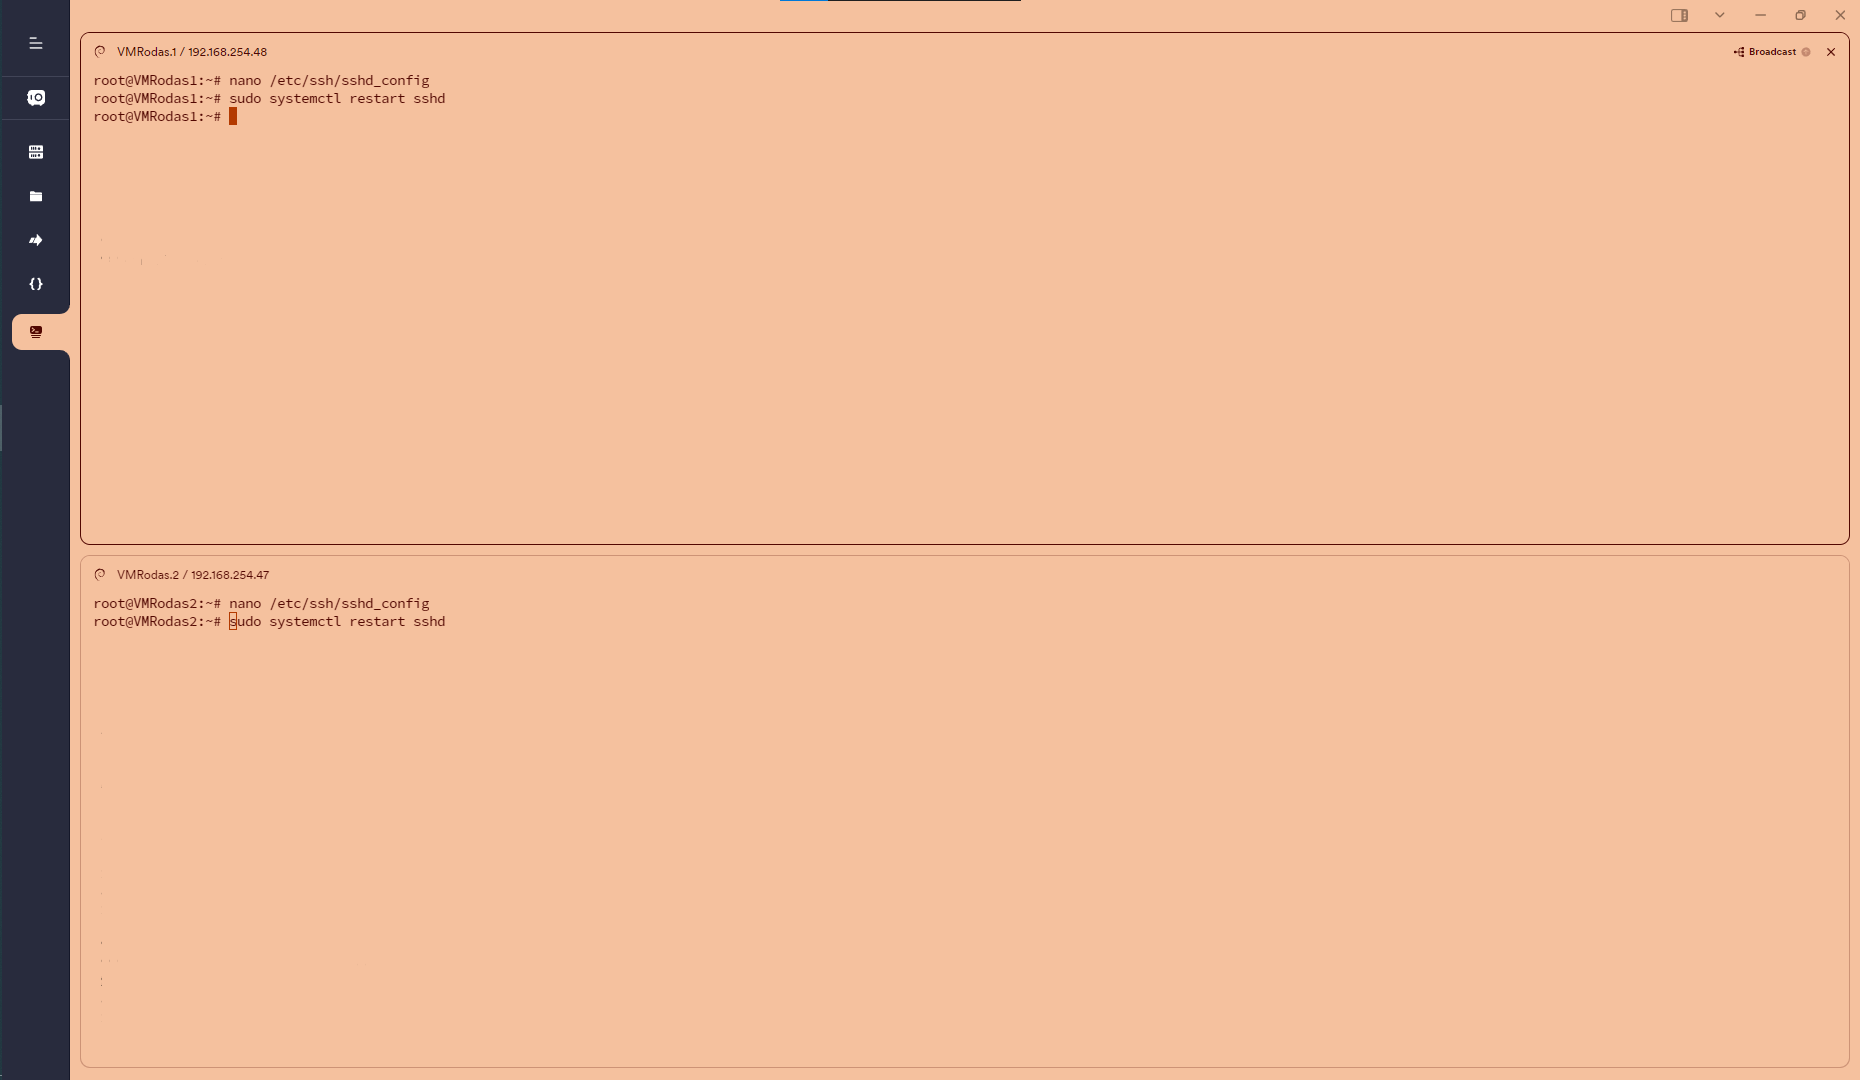 VMRodas.1 / 192.168.254.48
Broadcast
root@VMRodas1:~# nano /etc/ssh/sshd_config
root@VMRodas1:~# sudo systemctl restart sshd
root@VMRodas1:~#
VMRodas.2 / 192.168.254.47
root@VMRodas2:~# nano /etc/ssh/sshd_config
root@VMRodas2:~# sudo systemctl restart sshd